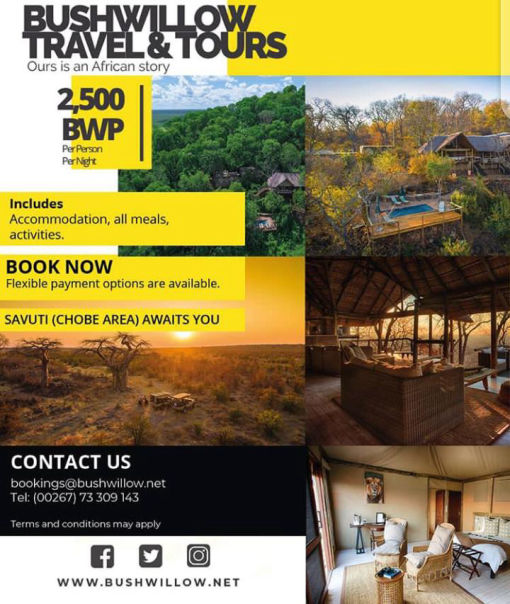 BUSHWILLOW
TRAVEL & TOURS
Ours is an African story
2,500
BWP
Per Person
Per Night
Includes
Accommodation, all meals,
activities.
BOOK NOW
Flexible payment options are available.
SAVUTI (CHOBE AREA) AWAITS YOU
CONTACT US
bookings@bushwillow.net
Tel: (00267) 73 309 143
Terms and conditions may apply
WWW.BUSHWILLOW.NET